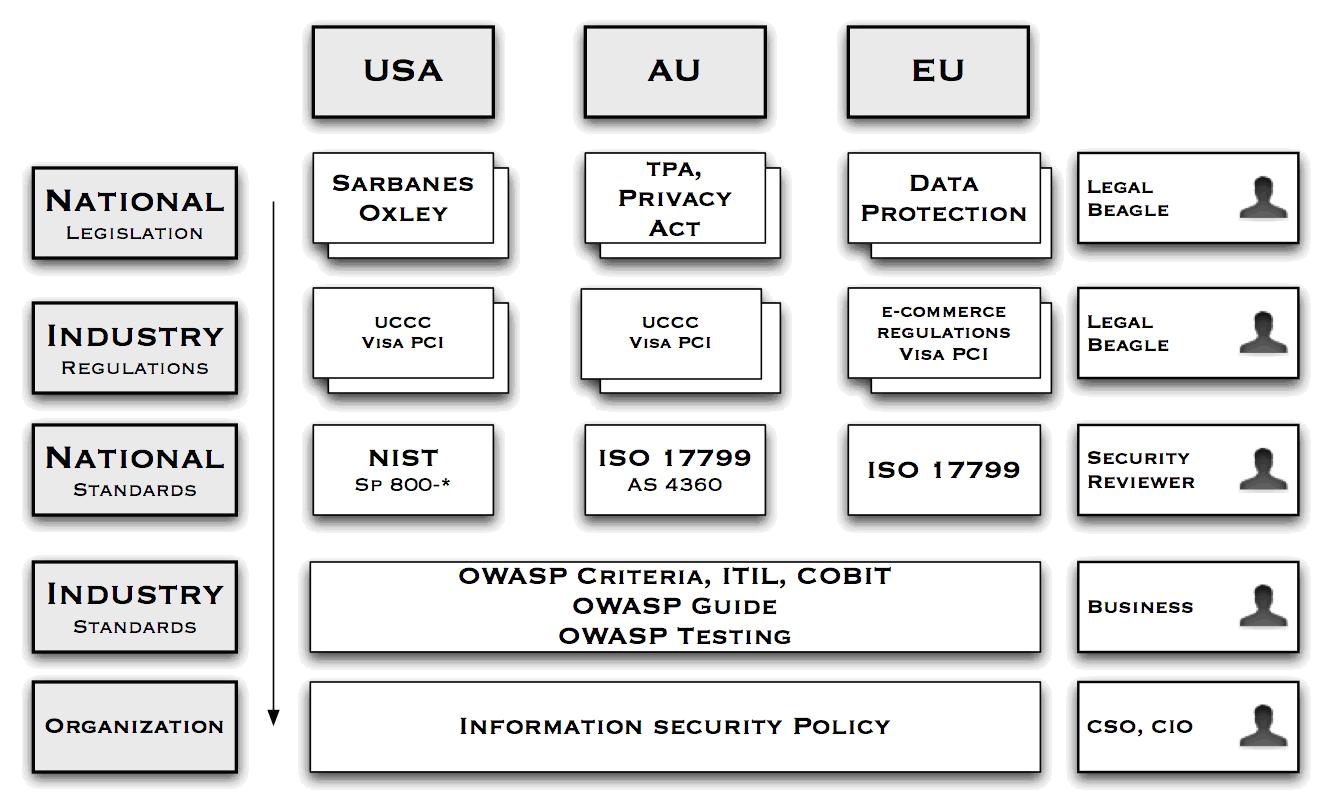 USA
AU
EU
NATIONAL
LEGISLATION
SARBANES
OXLEY
TPA,
PRIVACY
ACT
DATA
PROTECTION
LEGAL
BEAGLE
INDUSTRY
REGULATIONS
UCCC
VISA PCI
UCCC
VISA PCI
E-COMMERCE
REGULATIONS
VISA PCI
LEGAL
BEAGLE
NATIONAL
STANDARDS
NIST
SP 800-*
ISO 17799
AS 4360
ISO 17799
SECURITY
REVIEWER
INDUSTRY
STANDARDS
OWASP CRITERIA, ITIL, COBIT
OWASP GUIDE
OWASP TESTING
BUSINESS
ORGANIZATION
INFORMATION SECURITY POLICY
CSO, CIO